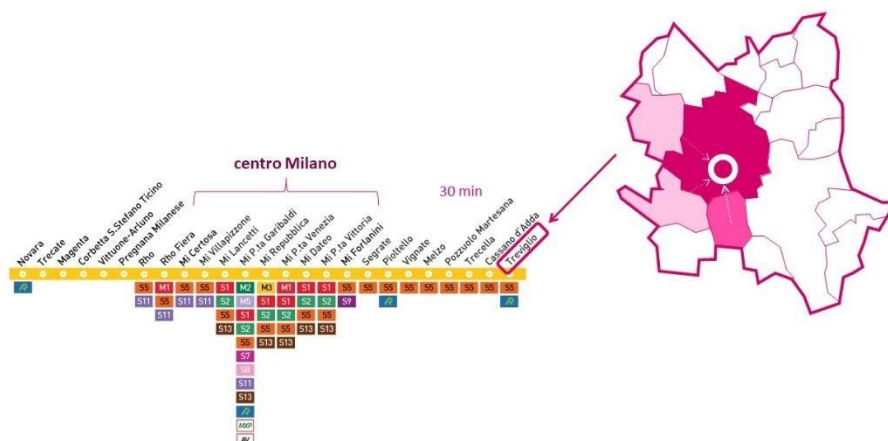 centro Milano
30 min
Novara
Trecale
Magenta
Corbetta S.Stefano Ticino
Vittuone-Arluno
Pregnana Milanese
Rho
Rho Fiera
Mi Certosa
Mi Villapizzone
Mi Lancetti
Mi P.ta Garibaldi
Mi Repubblica
Mi P.ta Venezia
Mi Dateo
Mi P.ta Vittoria
Mi Forlanini
Segrate
Pioltello
Vignate
Melzo
Pozzuolo Martesana
Trecella
Cassano d'Adda
Treviglio
R S5 M1 S5 S5 S1 M2 M3 M1 S1 S1 S5 S5 S5 S5 S5 S5 S5 S5 S5
S11 S5 S11 S11 S2 M5 S1 S1 S2 S2 S9 R R
S11 S5 S1 S2 S2 S5 S5
S13 S2 S5 S5 S13 S13
S5 S13 S13
S7
S8
S11
S13
R
MXP
AV